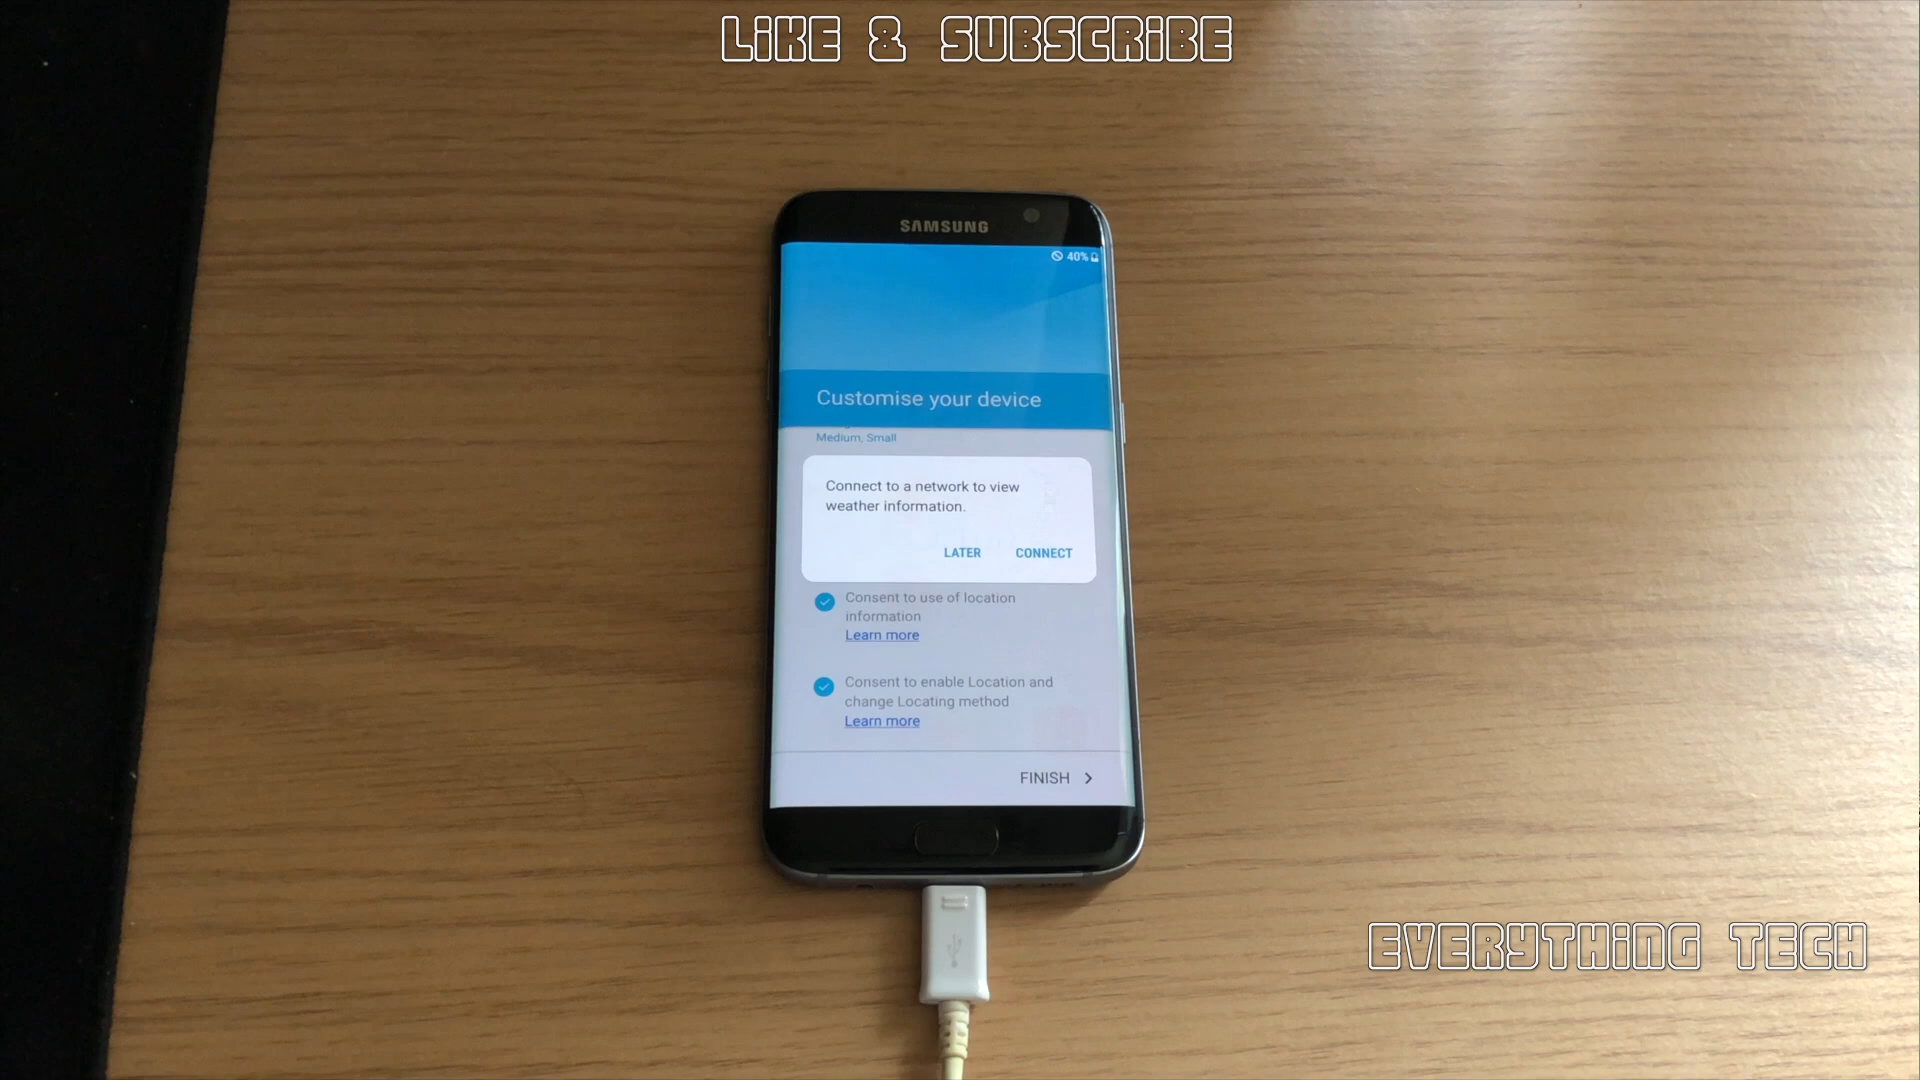 LIKE & SUBSCRIBE
SAMSUNG
40%
Customise your device
Medium, Small
Connect to a network to view
weather information.
LATER CONNECT
Consent to use of location
information
Learn more
Consent to enable Location and
change Locating method
Learn more
FINISH >
EVERYTHING TECH